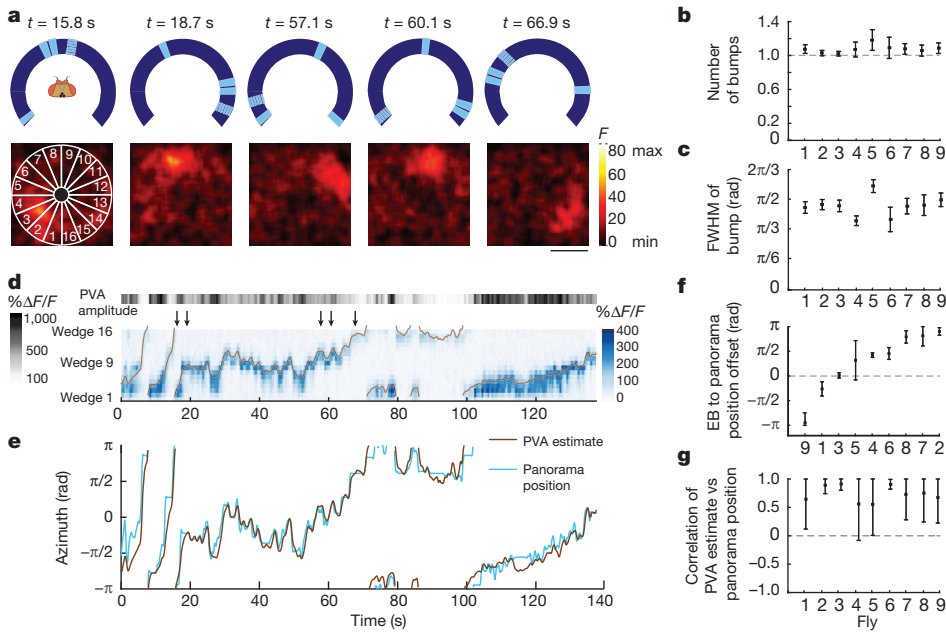 a
t = 15.8 s
t = 18.7 s
t = 57.1 s
t = 60.1 s
t = 66.9 s
1
2
3
4
5
6
7
8
9
10
11
12
13
14
15
16
F
80 max
60
40
20
0 min
b
Number
of bumps
1.4
1.0
0.6
0.2
0
1 2 3 4 5 6 7 8 9
c
FWHM of
bump (rad)
2π/3
π/2
π/3
π/6
1 2 3 4 5 6 7 8 9
d
%ΔF/F
1,000
500
100
PVA
amplitude
Wedge 16
Wedge 9
Wedge 1
0 20 40 60 80 100 120
%ΔF/F
400
300
200
100
0
e
Azimuth (rad)
π
π/2
0
−π/2
−π
PVA estimate
Panorama
position
0 20 40 60 80 100 120 140
Time (s)
f
EB to panorama
position offset (rad)
π
π/2
0
−π/2
−π
9 1 3 5 4 6 8 7 2
g
Correlation of
PVA estimate vs
panorama position
1.0
0.5
0
−0.5
−1.0
1 2 3 4 5 6 7 8 9
Fly